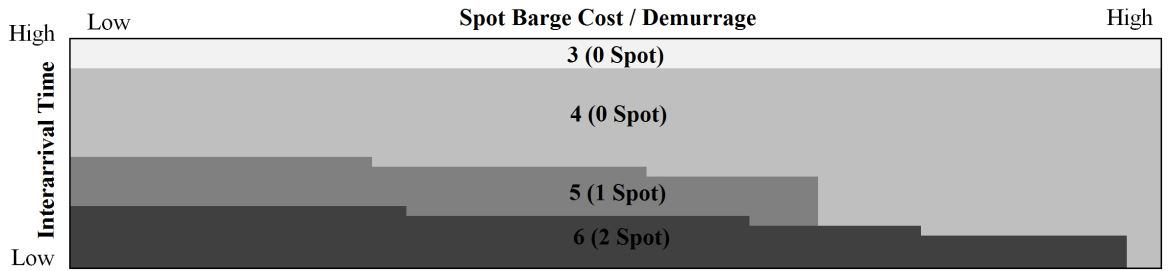 Spot Barge Cost / Demurrage
Low
High
High
Interarrival Time
Low
3 (0 Spot)
4 (0 Spot)
5 (1 Spot)
6 (2 Spot)